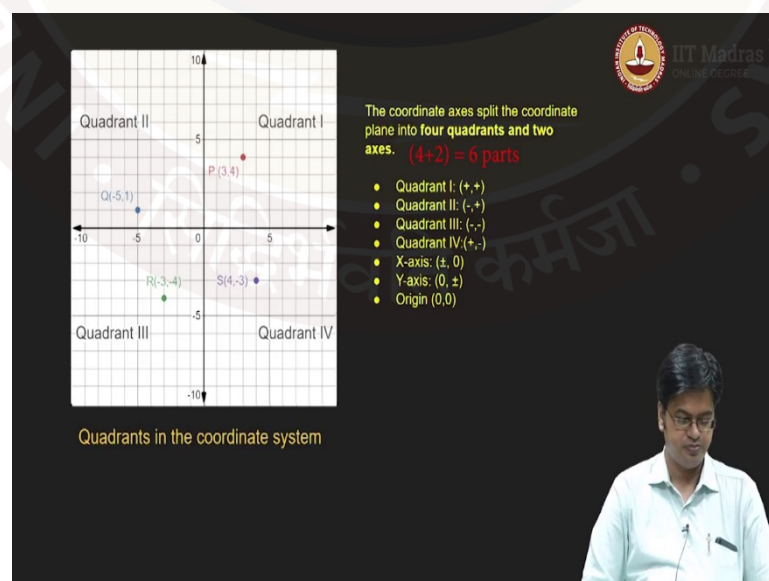 10
Quadrant II
Quadrant I
5
P (3,4)
Q(-5,1)
-10
-5
0
5
R(-3,-4)
S(4,-3)
-5
Quadrant III
Quadrant IV
-10
Quadrants in the coordinate system
IIT Madras
ONLINE DEGREE
The coordinate axes split the coordinate
plane into four quadrants and two
axes. (4+2) = 6 parts
Quadrant I: (+,+)
Quadrant II: (-,+)
Quadrant III: (-,-)
Quadrant IV:(+,-)
X-axis: (±, 0)
Y-axis: (0, ±)
Origin (0,0)